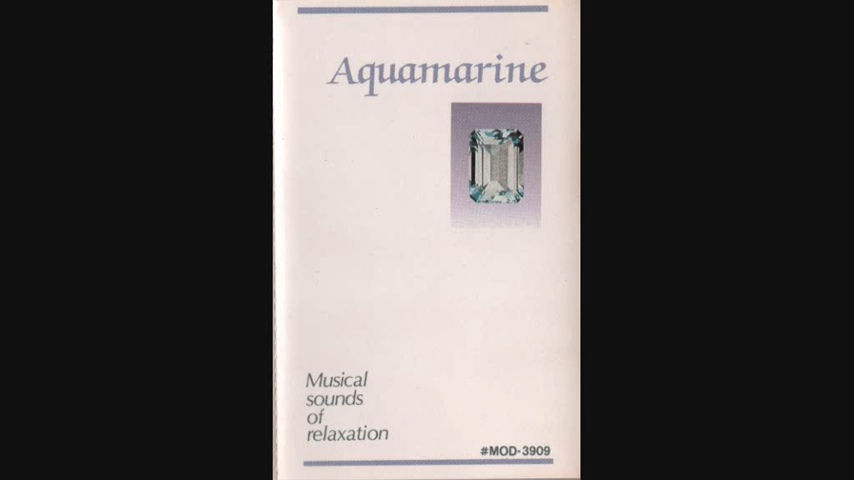 Aquamarine
Musical
sounds
of
relaxation
#MOD-3909